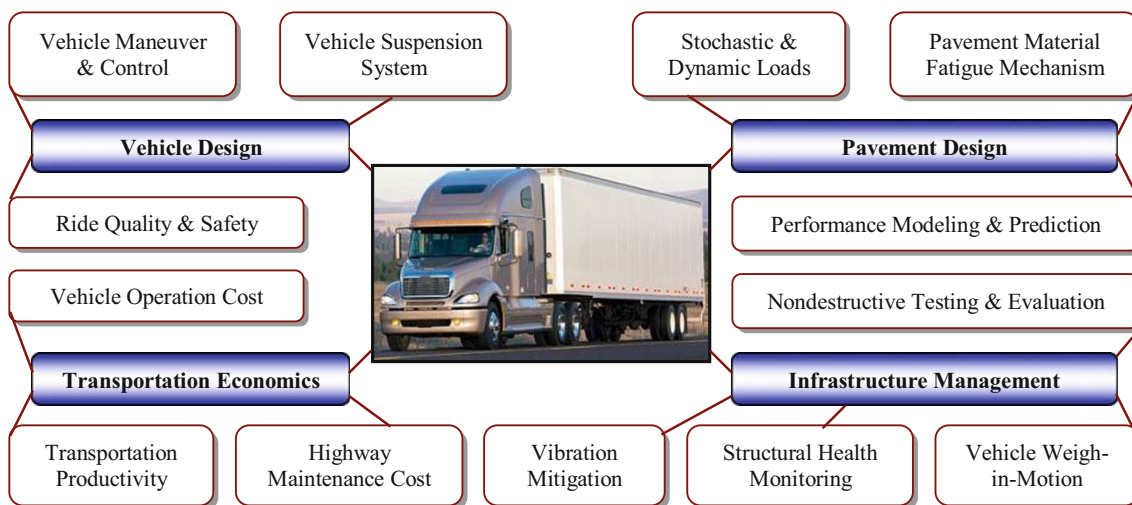 Vehicle Maneuver
& Control
Vehicle Suspension
System
Stochastic &
Dynamic Loads
Pavement Material
Fatigue Mechanism
Vehicle Design
Pavement Design
Ride Quality & Safety
Performance Modeling & Prediction
Vehicle Operation Cost
Nondestructive Testing & Evaluation
Transportation Economics
Infrastructure Management
Transportation
Productivity
Highway
Maintenance Cost
Vibration
Mitigation
Structural Health
Monitoring
Vehicle Weigh-
in-Motion